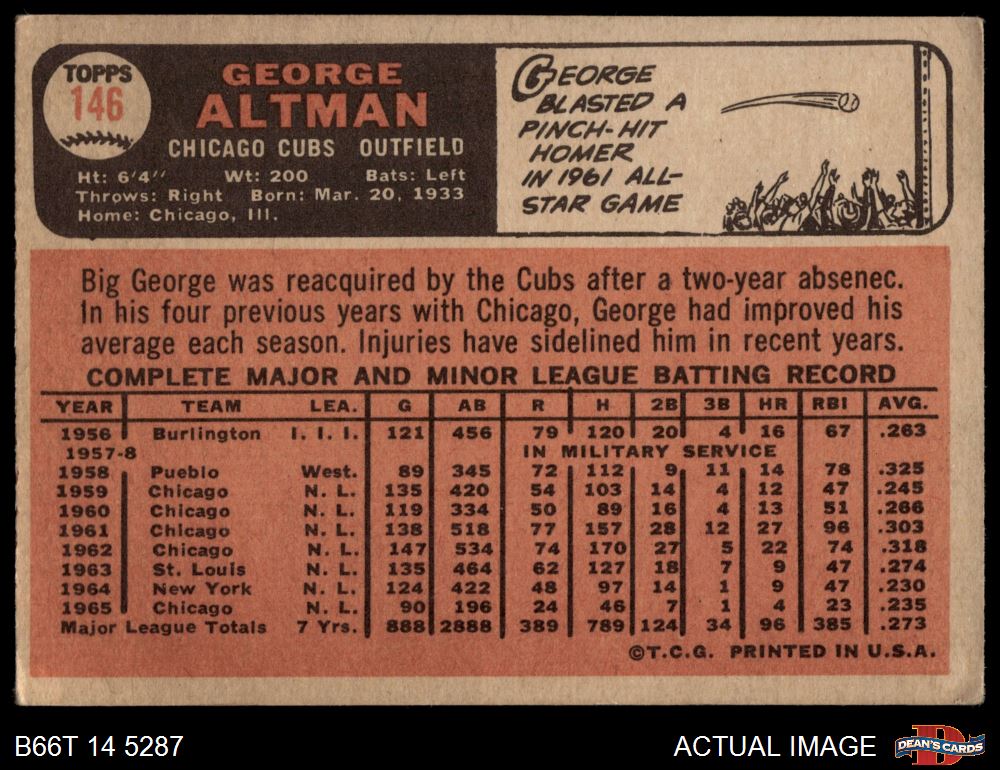 TOPPS
146
GEORGE
ALTMAN
CHICAGO CUBS OUTFIELD
Ht: 6'4" Wt: 200 Bats: Left
Throws: Right Born: Mar. 20, 1933
Home: Chicago, Ill.
GEORGE
BLASTED A
PINCH-HIT
HOMER
IN 1961 ALL-
STAR GAME
Big George was reacquired by the Cubs after a two-year absenec.
In his four previous years with Chicago, George had improved his
average each season. Injuries have sidelined him in recent years.
COMPLETE MAJOR AND MINOR LEAGUE BATTING RECORD
YEAR TEAM LEA. G AB R H 2B 3B HR RBI AVG.
1956 Burlington I. I. I. 121 456 79 120 20 4 16 67 .263
1957-8 IN MILITARY SERVICE
1958 Pueblo West. 89 345 72 112 9 11 14 78 .325
1959 Chicago N. L. 135 420 54 103 14 4 12 47 .245
1960 Chicago N. L. 119 334 50 89 16 4 13 51 .266
1961 Chicago N. L. 138 518 77 157 28 12 27 96 .303
1962 Chicago N. L. 147 534 74 170 27 5 22 74 .318
1963 St. Louis N. L. 135 464 62 127 18 7 9 47 .274
1964 New York N. L. 124 422 48 97 14 1 9 47 .230
1965 Chicago N. L. 90 196 24 46 7 1 4 23 .235
Major League Totals 7 Yrs. 888 2888 389 789 124 34 96 385 .273
©T.C.G. PRINTED IN U.S.A.
B66T 14 5287
ACTUAL IMAGE
DEAN'S CARDS